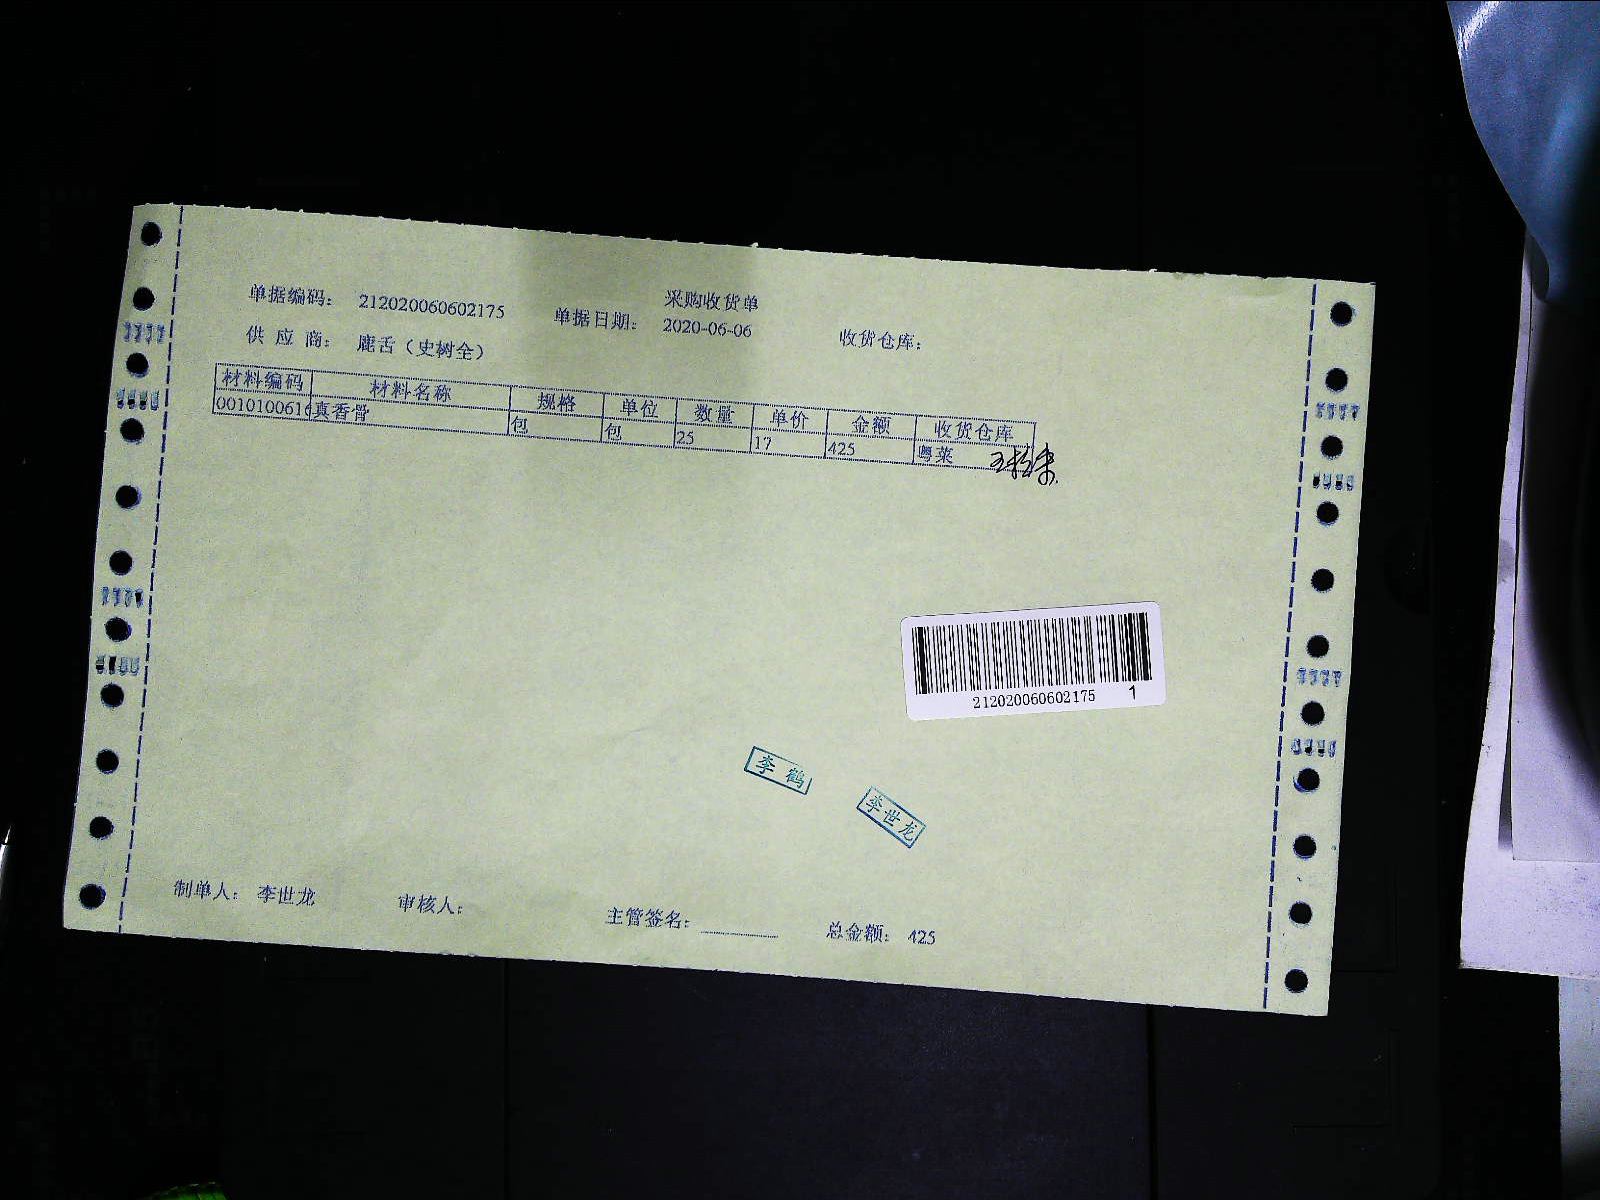 采购收货单
单据编码： 212020060602175 单据日期： 2020-06-06 收货仓库：
供 应 商： 鹿舌（史树全）
材料编码 材料名称 规格 单位 数量 单价 金额 收货仓库
0010100616 真香骨 包 包 25 17 425 粤菜
212020060602175 1
李鹤
李世龙
制单人： 李世龙 审核人： 主管签名： 总金额： 425